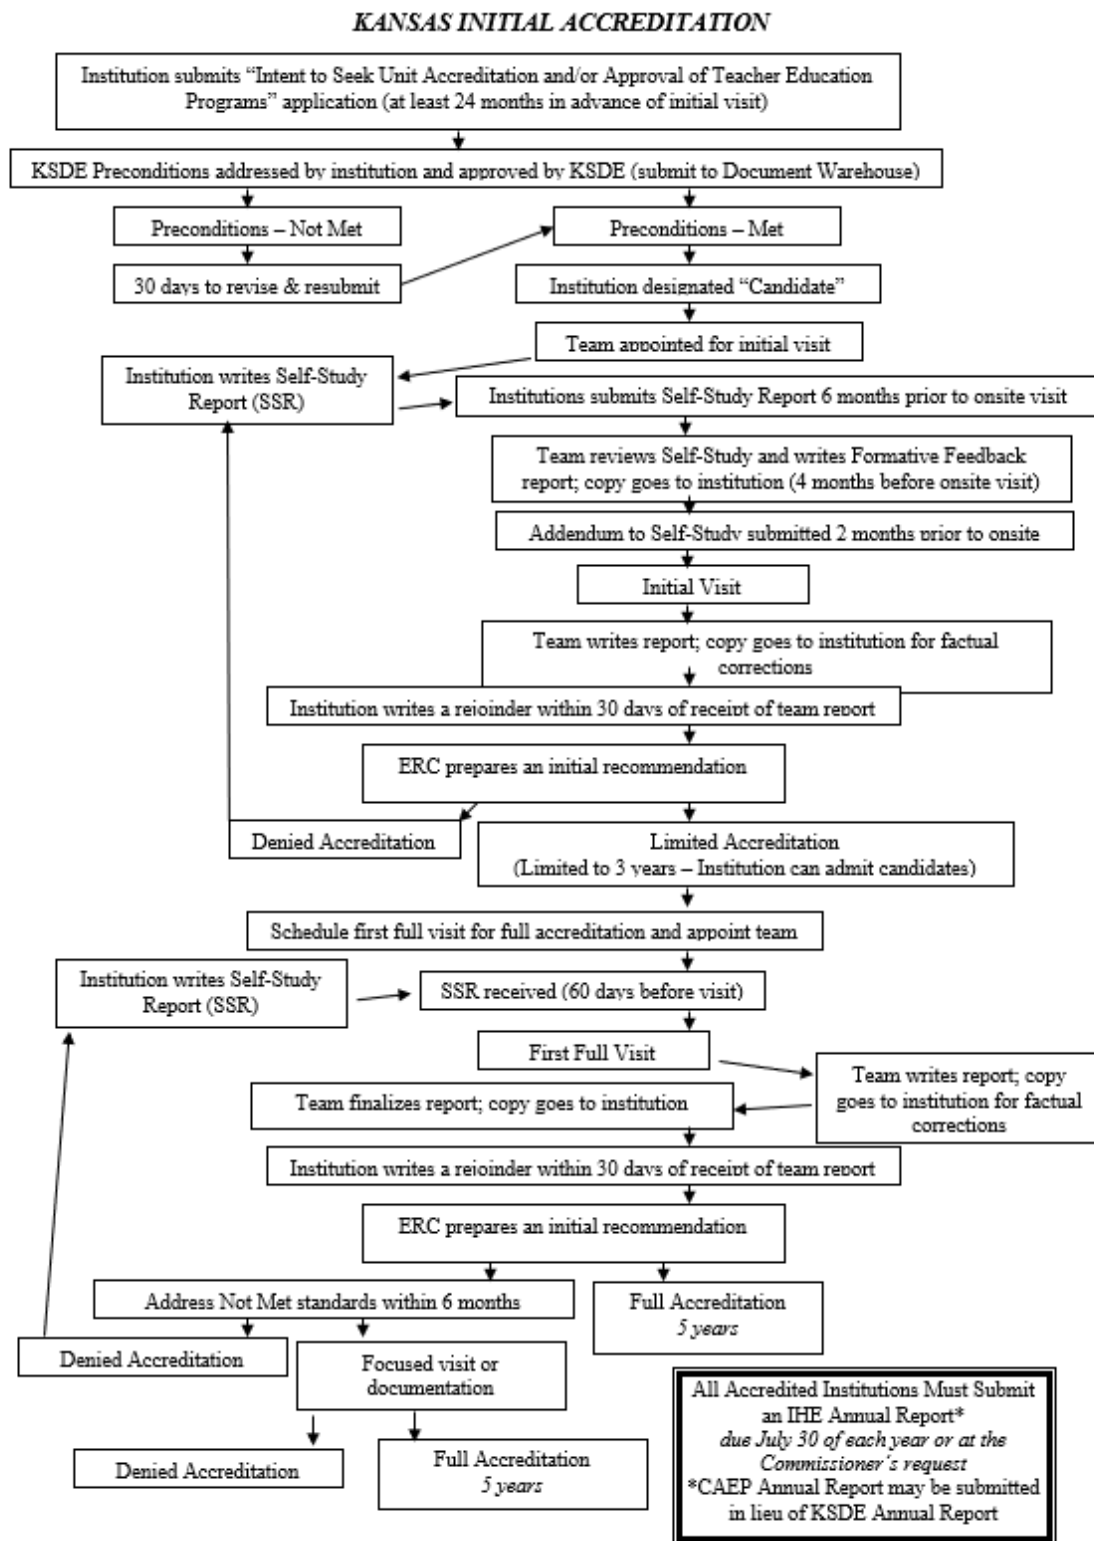 KANSAS INITIAL ACCREDITATION
Institution submits “Intent to Seek Unit Accreditation and/or Approval of Teacher Education
Programs” application (at least 24 months in advance of initial visit)
KSDE Preconditions addressed by institution and approved by KSDE (submit to Document Warehouse)
Preconditions – Not Met
Preconditions – Met
30 days to revise & resubmit
Institution designated “Candidate”
Team appointed for initial visit
Institution writes Self-Study
Report (SSR)
Institutions submits Self-Study Report 6 months prior to onsite visit
Team reviews Self-Study and writes Formative Feedback
report; copy goes to institution (4 months before onsite visit)
Addendum to Self-Study submitted 2 months prior to onsite
Initial Visit
Team writes report; copy goes to institution for factual
corrections
Institution writes a rejoinder within 30 days of receipt of team report
ERC prepares an initial recommendation
Denied Accreditation
Limited Accreditation
(Limited to 3 years – Institution can admit candidates)
Schedule first full visit for full accreditation and appoint team
Institution writes Self-Study
Report (SSR)
SSR received (60 days before visit)
First Full Visit
Team writes report; copy
goes to institution for factual
corrections
Team finalizes report; copy goes to institution
Institution writes a rejoinder within 30 days of receipt of team report
ERC prepares an initial recommendation
Address Not Met standards within 6 months
Full Accreditation
5 years
Denied Accreditation
Focused visit or
documentation
Denied Accreditation
Full Accreditation
5 years
All Accredited Institutions Must Submit
an IHE Annual Report*
due July 30 of each year or at the
Commissioner´s request
*CAEP Annual Report may be submitted
in lieu of KSDE Annual Report